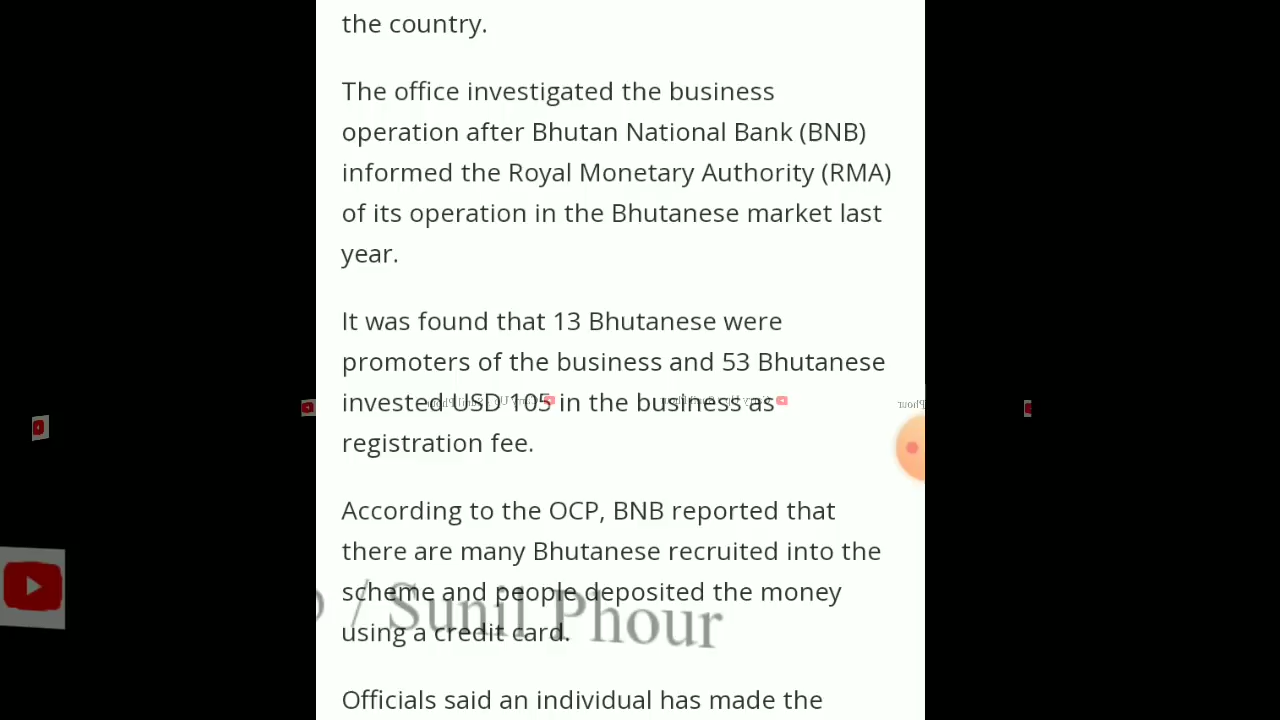 the country.
The office investigated the business
operation after Bhutan National Bank (BNB)
informed the Royal Monetary Authority (RMA)
of its operation in the Bhutanese market last
year.
It was found that 13 Bhutanese were
promoters of the business and 53 Bhutanese
invested USD 105 in the business as
registration fee.
According to the OCP, BNB reported that
there are many Bhutanese recruited into the
scheme and people deposited the money
using a credit card.
/ Sunil Phour
Officials said an individual has made the